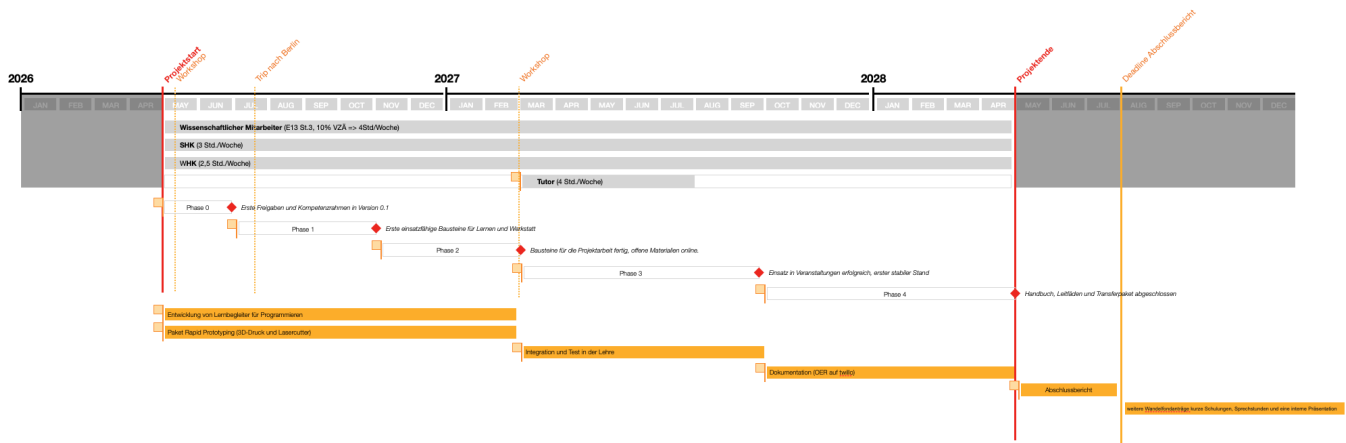 Projektstart
Workshop
Trip nach Berlin
Workshop
Projektende
Deadline Abschlussbericht
2026
2027
2028
JAN FEB MAR APR MAY JUN JUL AUG SEP OCT NOV DEC JAN FEB MAR APR MAY JUN JUL AUG SEP OCT NOV DEC JAN FEB MAR APR MAY JUN JUL AUG SEP OCT NOV DEC
Wissenschaftlicher Mitarbeiter (E13 St.3, 10% VZÄ => 4Std/Woche)
SHK (3 Std./Woche)
WHK (2,5 Std./Woche)
Tutor (4 Std./Woche)
Phase 0 Erste Freigaben und Kompetenzrahmen in Version 0.1
Phase 1 Erste einsatzfähige Bausteine für Lernen und Werkstatt
Phase 2 Bausteine für die Projektarbeit fertig, offene Materialien online.
Phase 3 Einsatz in Veranstaltungen erfolgreich, erster stabiler Stand
Phase 4 Handbuch, Leitfäden und Transferpaket abgeschlossen
Entwicklung von Lernbegleiter für Programmieren
Paket Rapid Prototyping (3D-Druck und Lasercutter)
Integration und Test in der Lehre
Dokumentation (OER auf twillo)
Abschlussbericht
weitere Wandelfondserträge kurze Schulungen, Sprechstunden und eine interne Präsentation